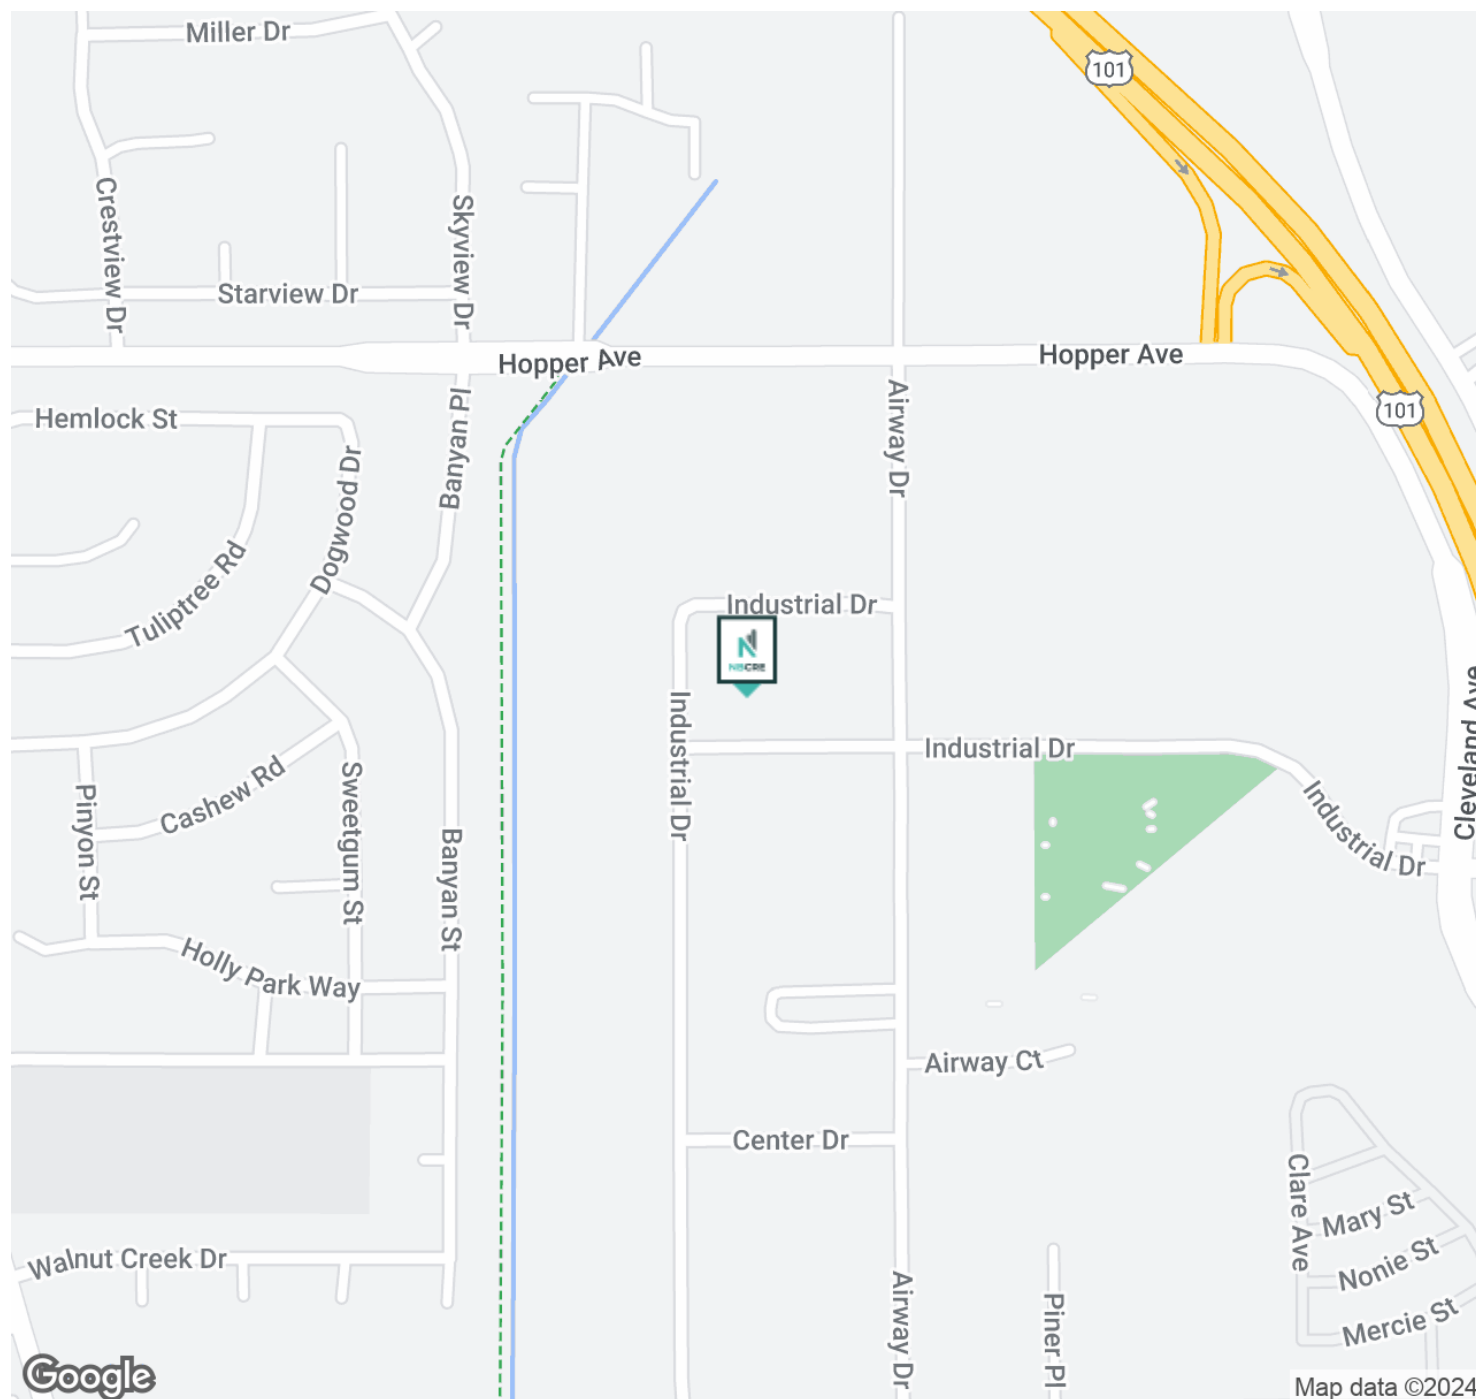 Miller Dr
101
Crestview Dr
Skyview Dr
Starview Dr
Hopper Ave
Hopper Ave
101
Hemlock St
Banyan Pl
Airway Dr
Dogwood Dr
Tuliptree Rd
Industrial Dr
NBCRE
Industrial Dr
Industrial Dr
Cleveland Ave
Industrial Dr
Cashew Rd
Sweetgum St
Pinyon St
Banyan St
Holly Park Way
Airway Ct
Center Dr
Clare Ave
Mary St
Walnut Creek Dr
Nonie St
Airway Dr
Piner Pl
Mercie St
Google
Map data ©2024